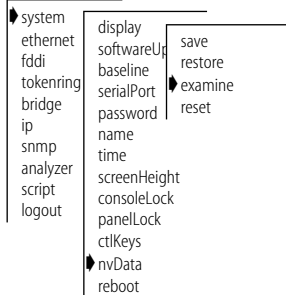 system
ethernet
fddi
tokenring
bridge
ip
snmp
analyzer
script
logout
display
softwareUp
baseline
serialPort
password
name
time
screenHeight
consoleLock
panelLock
ctlKeys
nvData
reboot
save
restore
examine
reset